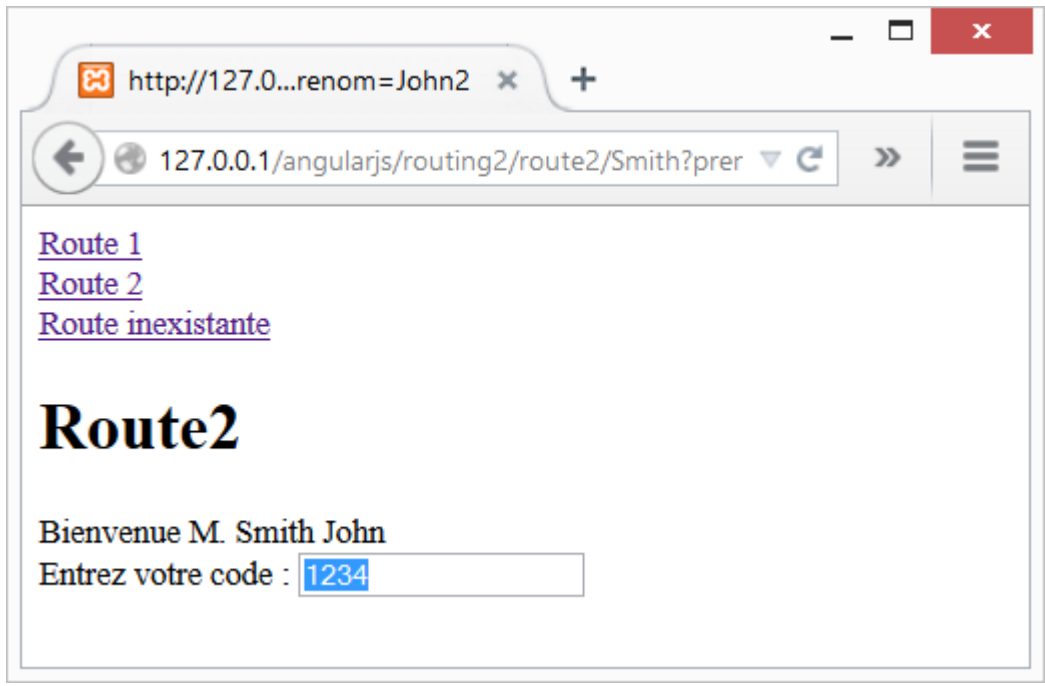 http://127.0...renom=John2
127.0.0.1/angularjs/routing2/route2/Smith?prer
Route 1
Route 2
Route inexistante
Route2
Bienvenue M. Smith John
Entrez votre code : 1234